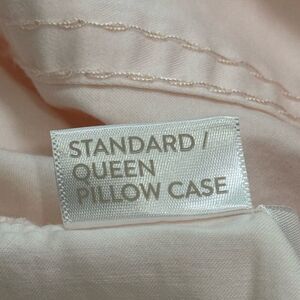 STANDARD /
QUEEN
PILLOW CASE